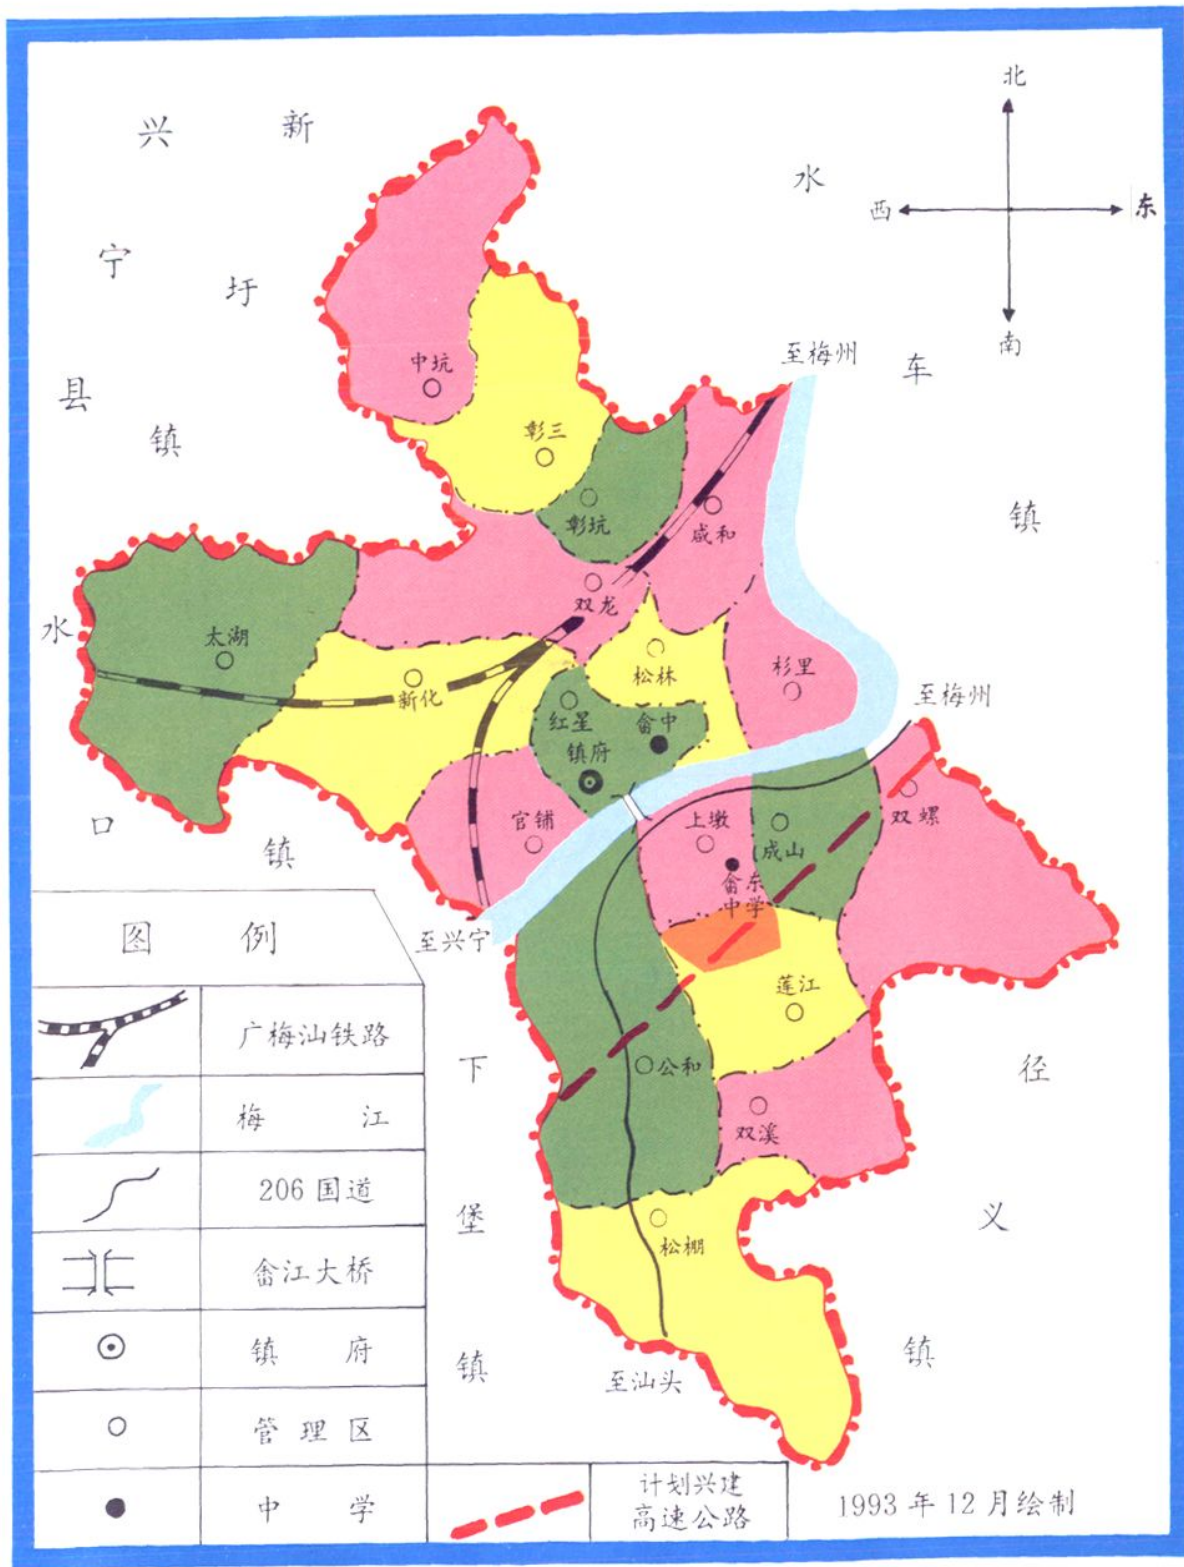 北
西
东
南
兴宁县
新圩镇
水车镇
水口镇
下堡镇
径义镇
至梅州
中坑
彰三
彰坑
咸和
双龙
太湖
松林
杉里
新化
红星
畲中
镇府
至梅州
官铺
上墩
成山
双螺
畲东
中学
至兴宁
莲江
公和
双溪
松棚
至汕头
图例
广梅汕铁路
梅江
206国道
畲江大桥
镇府
管理区
中学
计划兴建
高速公路
1993年12月绘制